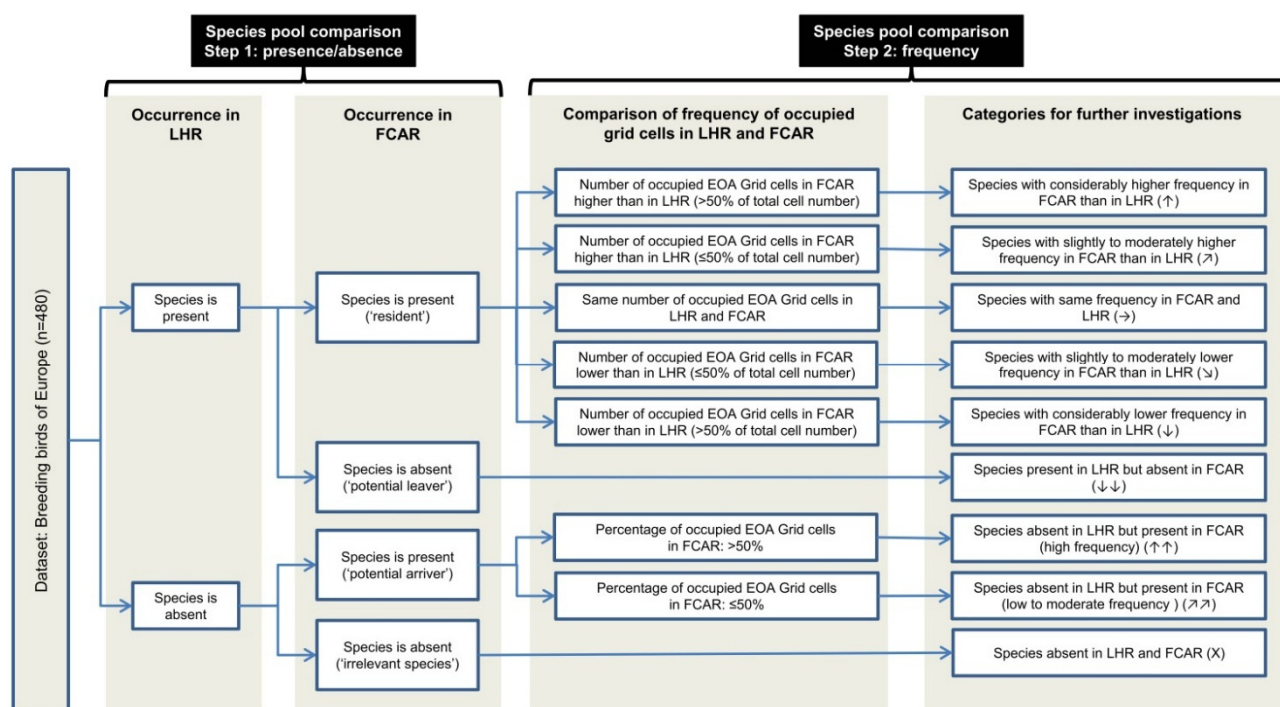 Species pool comparison
Step 1: presence/absence
Species pool comparison
Step 2: frequency
Occurrence in
LHR
Occurrence in
FCAR
Comparison of frequency of occupied
grid cells in LHR and FCAR
Categories for further investigations
Dataset: Breeding birds of Europe (n=480)
Species is
present
Species is present
(‘resident’)
Number of occupied EOA Grid cells in FCAR
higher than in LHR (>50% of total cell number)
Species with considerably higher frequency in
FCAR than in LHR (↑)
Number of occupied EOA Grid cells in FCAR
higher than in LHR (≤50% of total cell number)
Species with slightly to moderately higher
frequency in FCAR than in LHR (↗)
Same number of occupied EOA Grid cells in
LHR and FCAR
Species with same frequency in FCAR and
LHR (→)
Number of occupied EOA Grid cells in FCAR
lower than in LHR (≤50% of total cell number)
Species with slightly to moderately lower
frequency in FCAR than in LHR (↘)
Number of occupied EOA Grid cells in FCAR
lower than in LHR (>50% of total cell number)
Species with considerably lower frequency in
FCAR than in LHR (↓)
Species is absent
(‘potential leaver’)
Species present in LHR but absent in FCAR
(↓↓)
Species is
absent
Species is present
(‘potential arriver’)
Percentage of occupied EOA Grid cells
in FCAR: >50%
Species absent in LHR but present in FCAR
(high frequency) (↑↑)
Percentage of occupied EOA Grid cells
in FCAR: ≤50%
Species absent in LHR but present in FCAR
(low to moderate frequency ) (↗↗)
Species is absent
(‘irrelevant species’)
Species absent in LHR and FCAR (X)